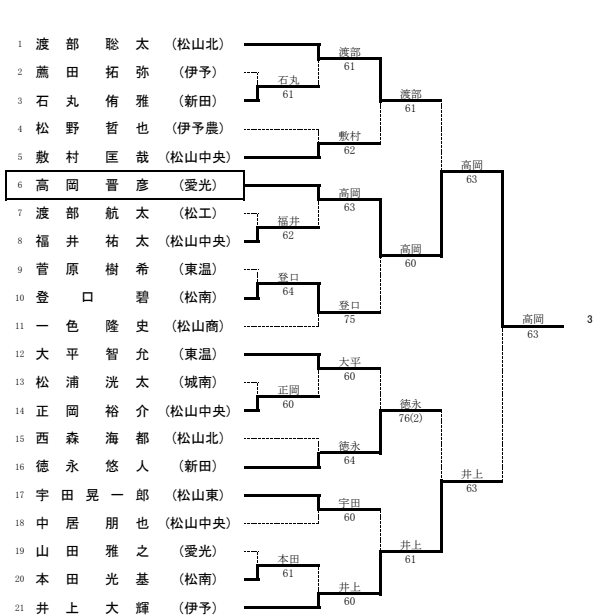 1 渡部 聡太 (松山北)
2 薦田 拓弥 (伊予)
3 石丸 侑雅 (新田)
4 松野 哲也 (伊予農)
5 敷村 匡哉 (松山中央)
6 高岡 晋彦 (愛光)
7 渡部 航太 (松工)
8 福井 祐太 (松山中央)
9 菅原 樹希 (東温)
10 登口 碧 (松南)
11 一色 隆史 (松山商)
12 大平 智允 (東温)
13 松浦 洸太 (城南)
14 正岡 裕介 (松山中央)
15 西森 海都 (松山北)
16 徳永 悠人 (新田)
17 宇田 晃一郎 (松山東)
18 中居 朋也 (松山中央)
19 山田 雅之 (愛光)
20 本田 光基 (松南)
21 井上 大輝 (伊予)
石丸
61
福井
62
登口
64
正岡
60
本田
61
渡部
61
敷村
62
高岡
63
登口
75
大平
60
徳永
64
宇田
60
井上
60
渡部
61
高岡
60
徳永
76(2)
井上
61
高岡
63
井上
63
高岡
63
3